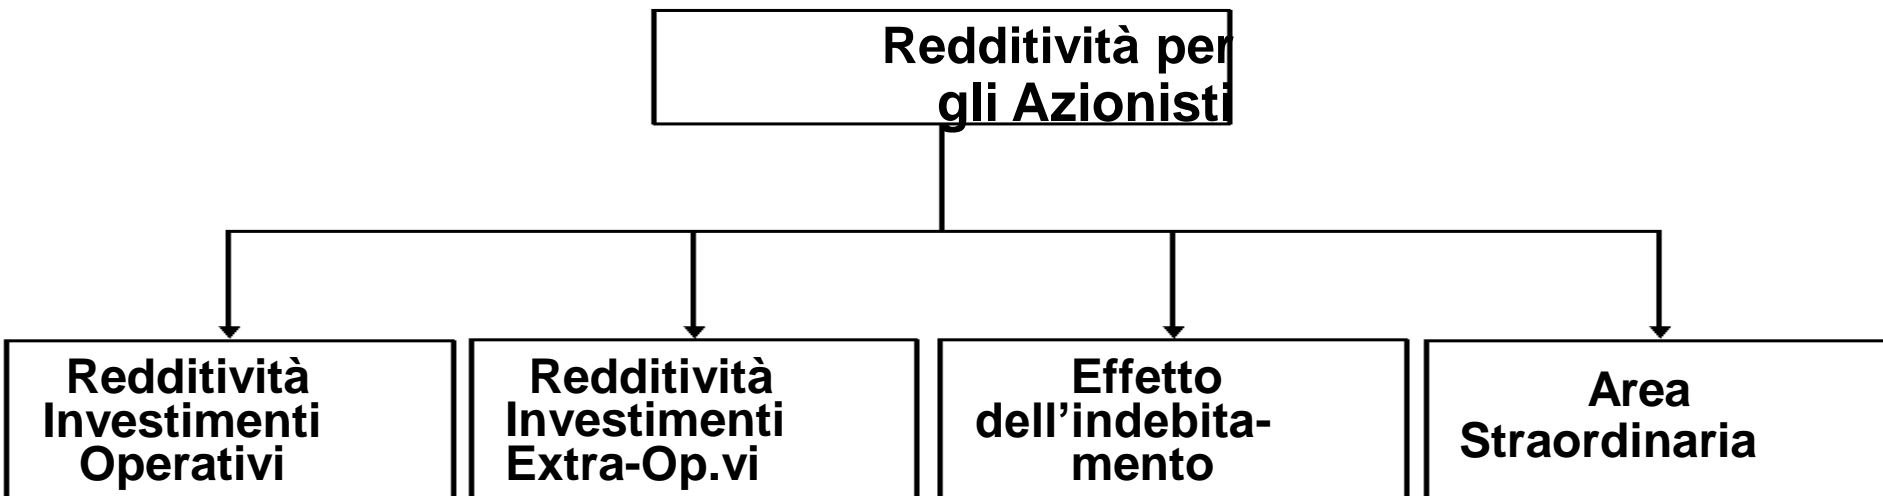 Redditività per
gli Azionisti
Redditività
Investimenti
Operativi
Redditività
Investimenti
Extra-Op.vi
Effetto
dell’indebita-
mento
Area
Straordinaria